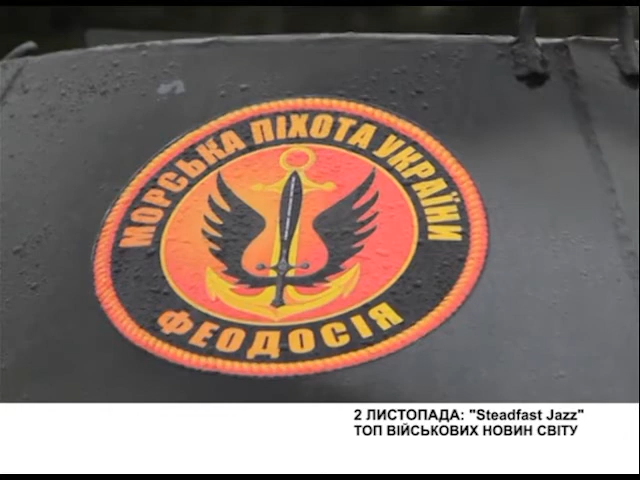 МОРСЬКА ПІХОТА УКРАЇНИ
ФЕОДОСІЯ
2 ЛИСТОПАДА: "Steadfast Jazz"
ТОП ВІЙСЬКОВИХ НОВИН СВІТУ